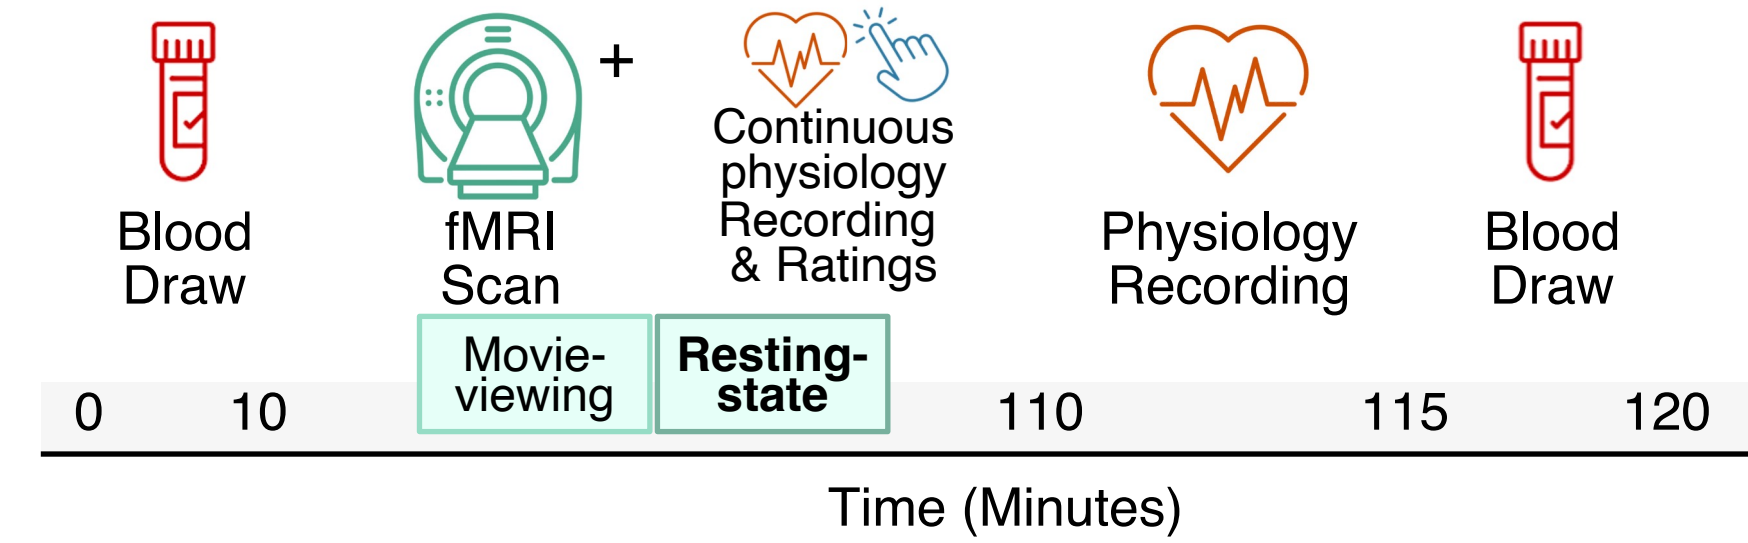 +
Continuous
physiology
Recording
& Ratings
Blood
Draw
fMRI
Scan
Physiology
Recording
Blood
Draw
Movie-
viewing
Resting-
state
0 10 110 115 120
Time (Minutes)